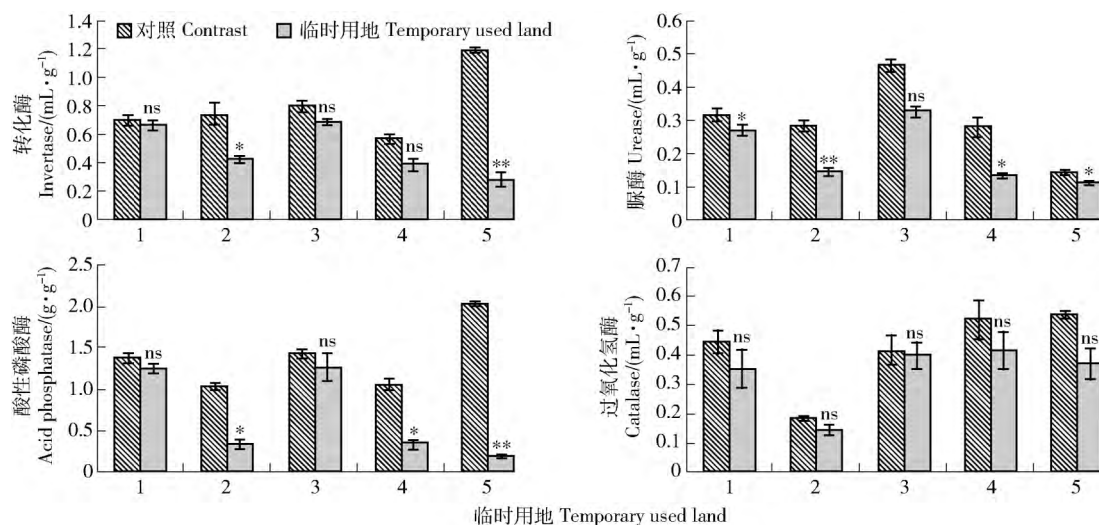 对照 Contrast
临时用地 Temporary used land
转化酶
Invertase/(mL·g⁻¹)
1.4
1.2
1.0
0.8
0.6
0.4
0.2
0
ns
*
ns
ns
**
1 2 3 4 5
脲酶 Urease/(mL·g⁻¹)
0.6
0.5
0.4
0.3
0.2
0.1
0
*
**
ns
*
*
1 2 3 4 5
酸性磷酸酶
Acid phosphatase/(g·g⁻¹)
2.5
2.0
1.5
1.0
0.5
0
ns
*
ns
*
**
1 2 3 4 5
过氧化氢酶
Catalase/(mL·g⁻¹)
0.7
0.6
0.5
0.4
0.3
0.2
0.1
0
ns
ns
ns
ns
ns
1 2 3 4 5
临时用地 Temporary used land